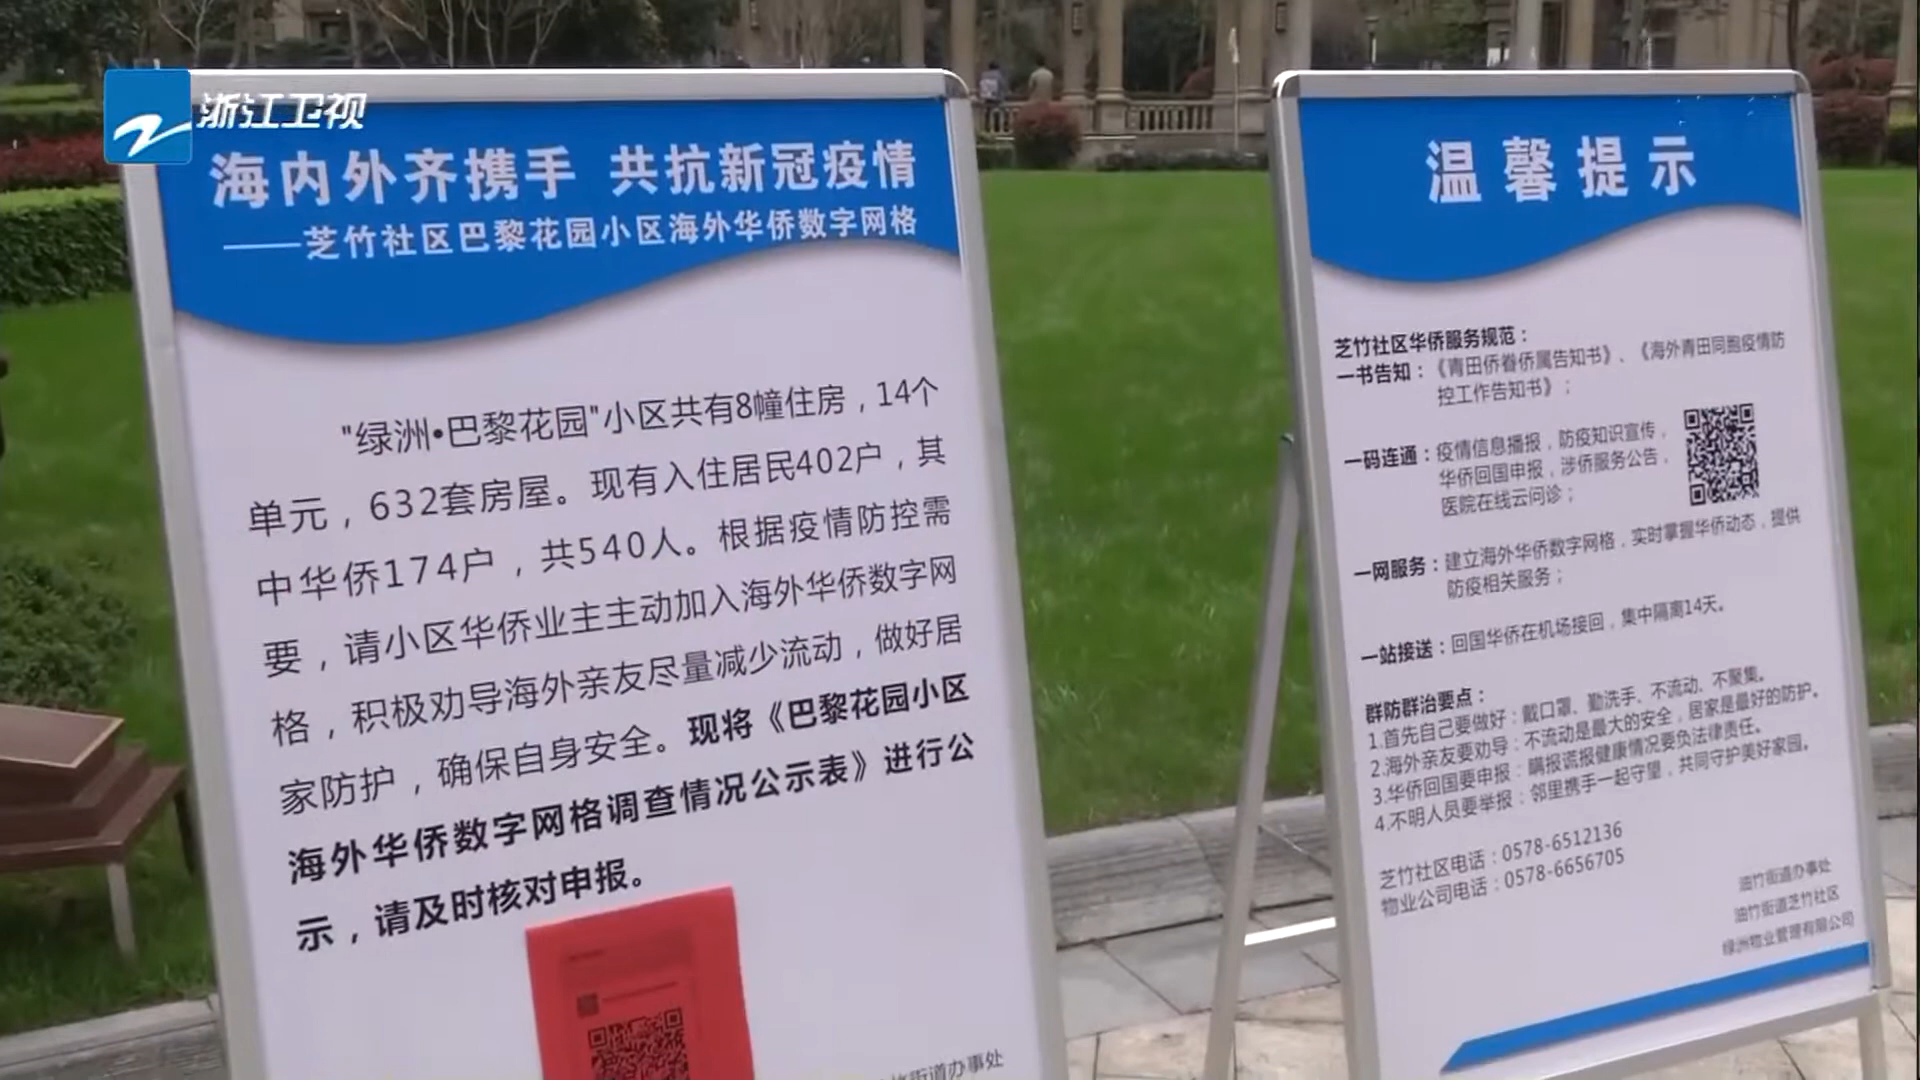 浙江卫视
海内外齐携手 共抗新冠疫情
——芝竹社区巴黎花园小区海外华侨数字网格
"绿洲•巴黎花园"小区共有8幢住房，14个
单元，632套房屋。现有入住居民402户，其
中华侨174户，共540人。根据疫情防控需
要，请小区华侨业主主动加入海外华侨数字网
格，积极劝导海外亲友尽量减少流动，做好居
家防护，确保自身安全。现将《巴黎花园小区
海外华侨数字网格调查情况公示表》进行公
示，请及时核对申报。
街道办事处
温馨提示
芝竹社区华侨服务规范：
一书告知：《青田侨眷侨属告知书》、《海外青田同胞疫情防
控工作告知书》；
一码连通：疫情信息播报，防疫知识宣传，
华侨回国申报，涉侨服务公告，
医院在线云问诊；
一网服务：建立海外华侨数字网格，实时掌握华侨动态，提供
防疫相关服务；
一站接送：回国华侨在机场接回，集中隔离14天。
群防群治要点：
1.首先自己要做好：戴口罩、勤洗手、不流动、不聚集。
2.海外亲友要劝导：不流动是最大的安全，居家是最好的防护。
3.华侨回国要申报：瞒报谎报健康情况要负法律责任。
4.不明人员要举报：邻里携手一起守望，共同守护美好家园。
芝竹社区电话：0578-6512136
物业公司电话：0578-6656705
油竹街道办事处
油竹街道芝竹社区
绿洲物业管理有限公司